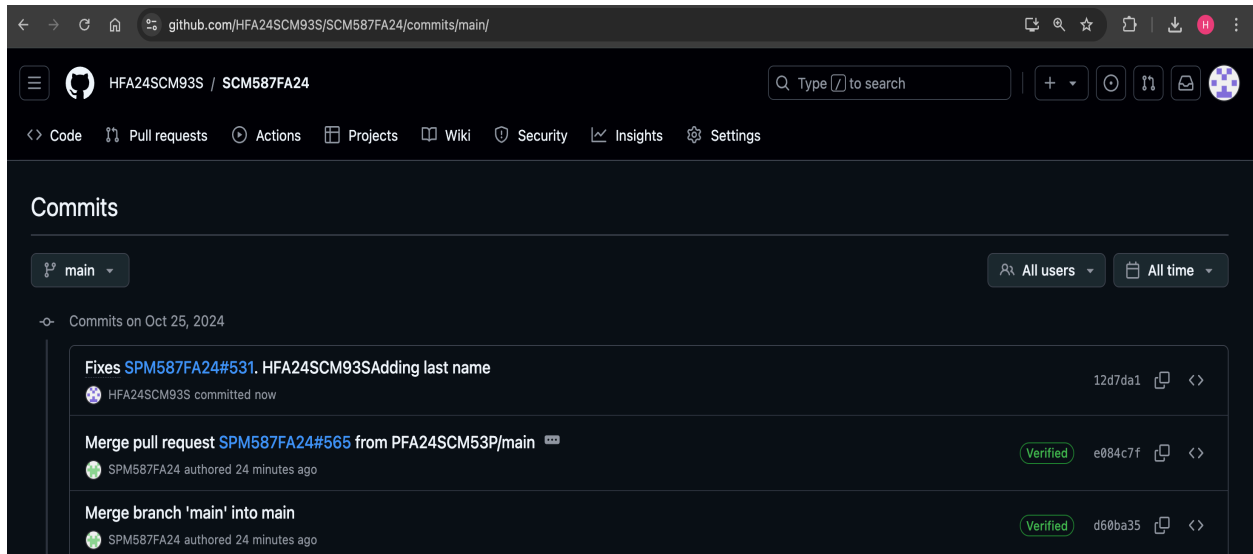 github.com/HFA24SCM93S/SCM587FA24/commits/main/
H
HFA24SCM93S / SCM587FA24
Type / to search
Code Pull requests Actions Projects Wiki Security Insights Settings
Commits
main
All users All time
Commits on Oct 25, 2024
Fixes SPM587FA24#531. HFA24SCM93SAdding last name
12d7da1
HFA24SCM93S committed now
Merge pull request SPM587FA24#565 from PFA24SCM53P/main
Verified e084c7f
SPM587FA24 authored 24 minutes ago
Merge branch 'main' into main
Verified d60ba35
SPM587FA24 authored 24 minutes ago